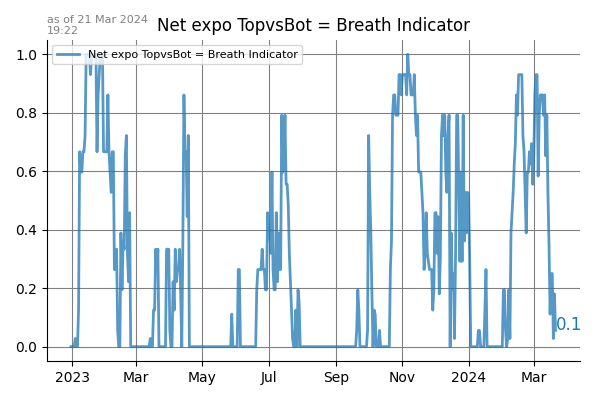 as of 21 Mar 2024
19:22
Net expo TopvsBot = Breath Indicator
Net expo TopvsBot = Breath Indicator
1.0
0.8
0.6
0.4
0.2
0.0
0.1
2023 Mar May Jul Sep Nov 2024 Mar